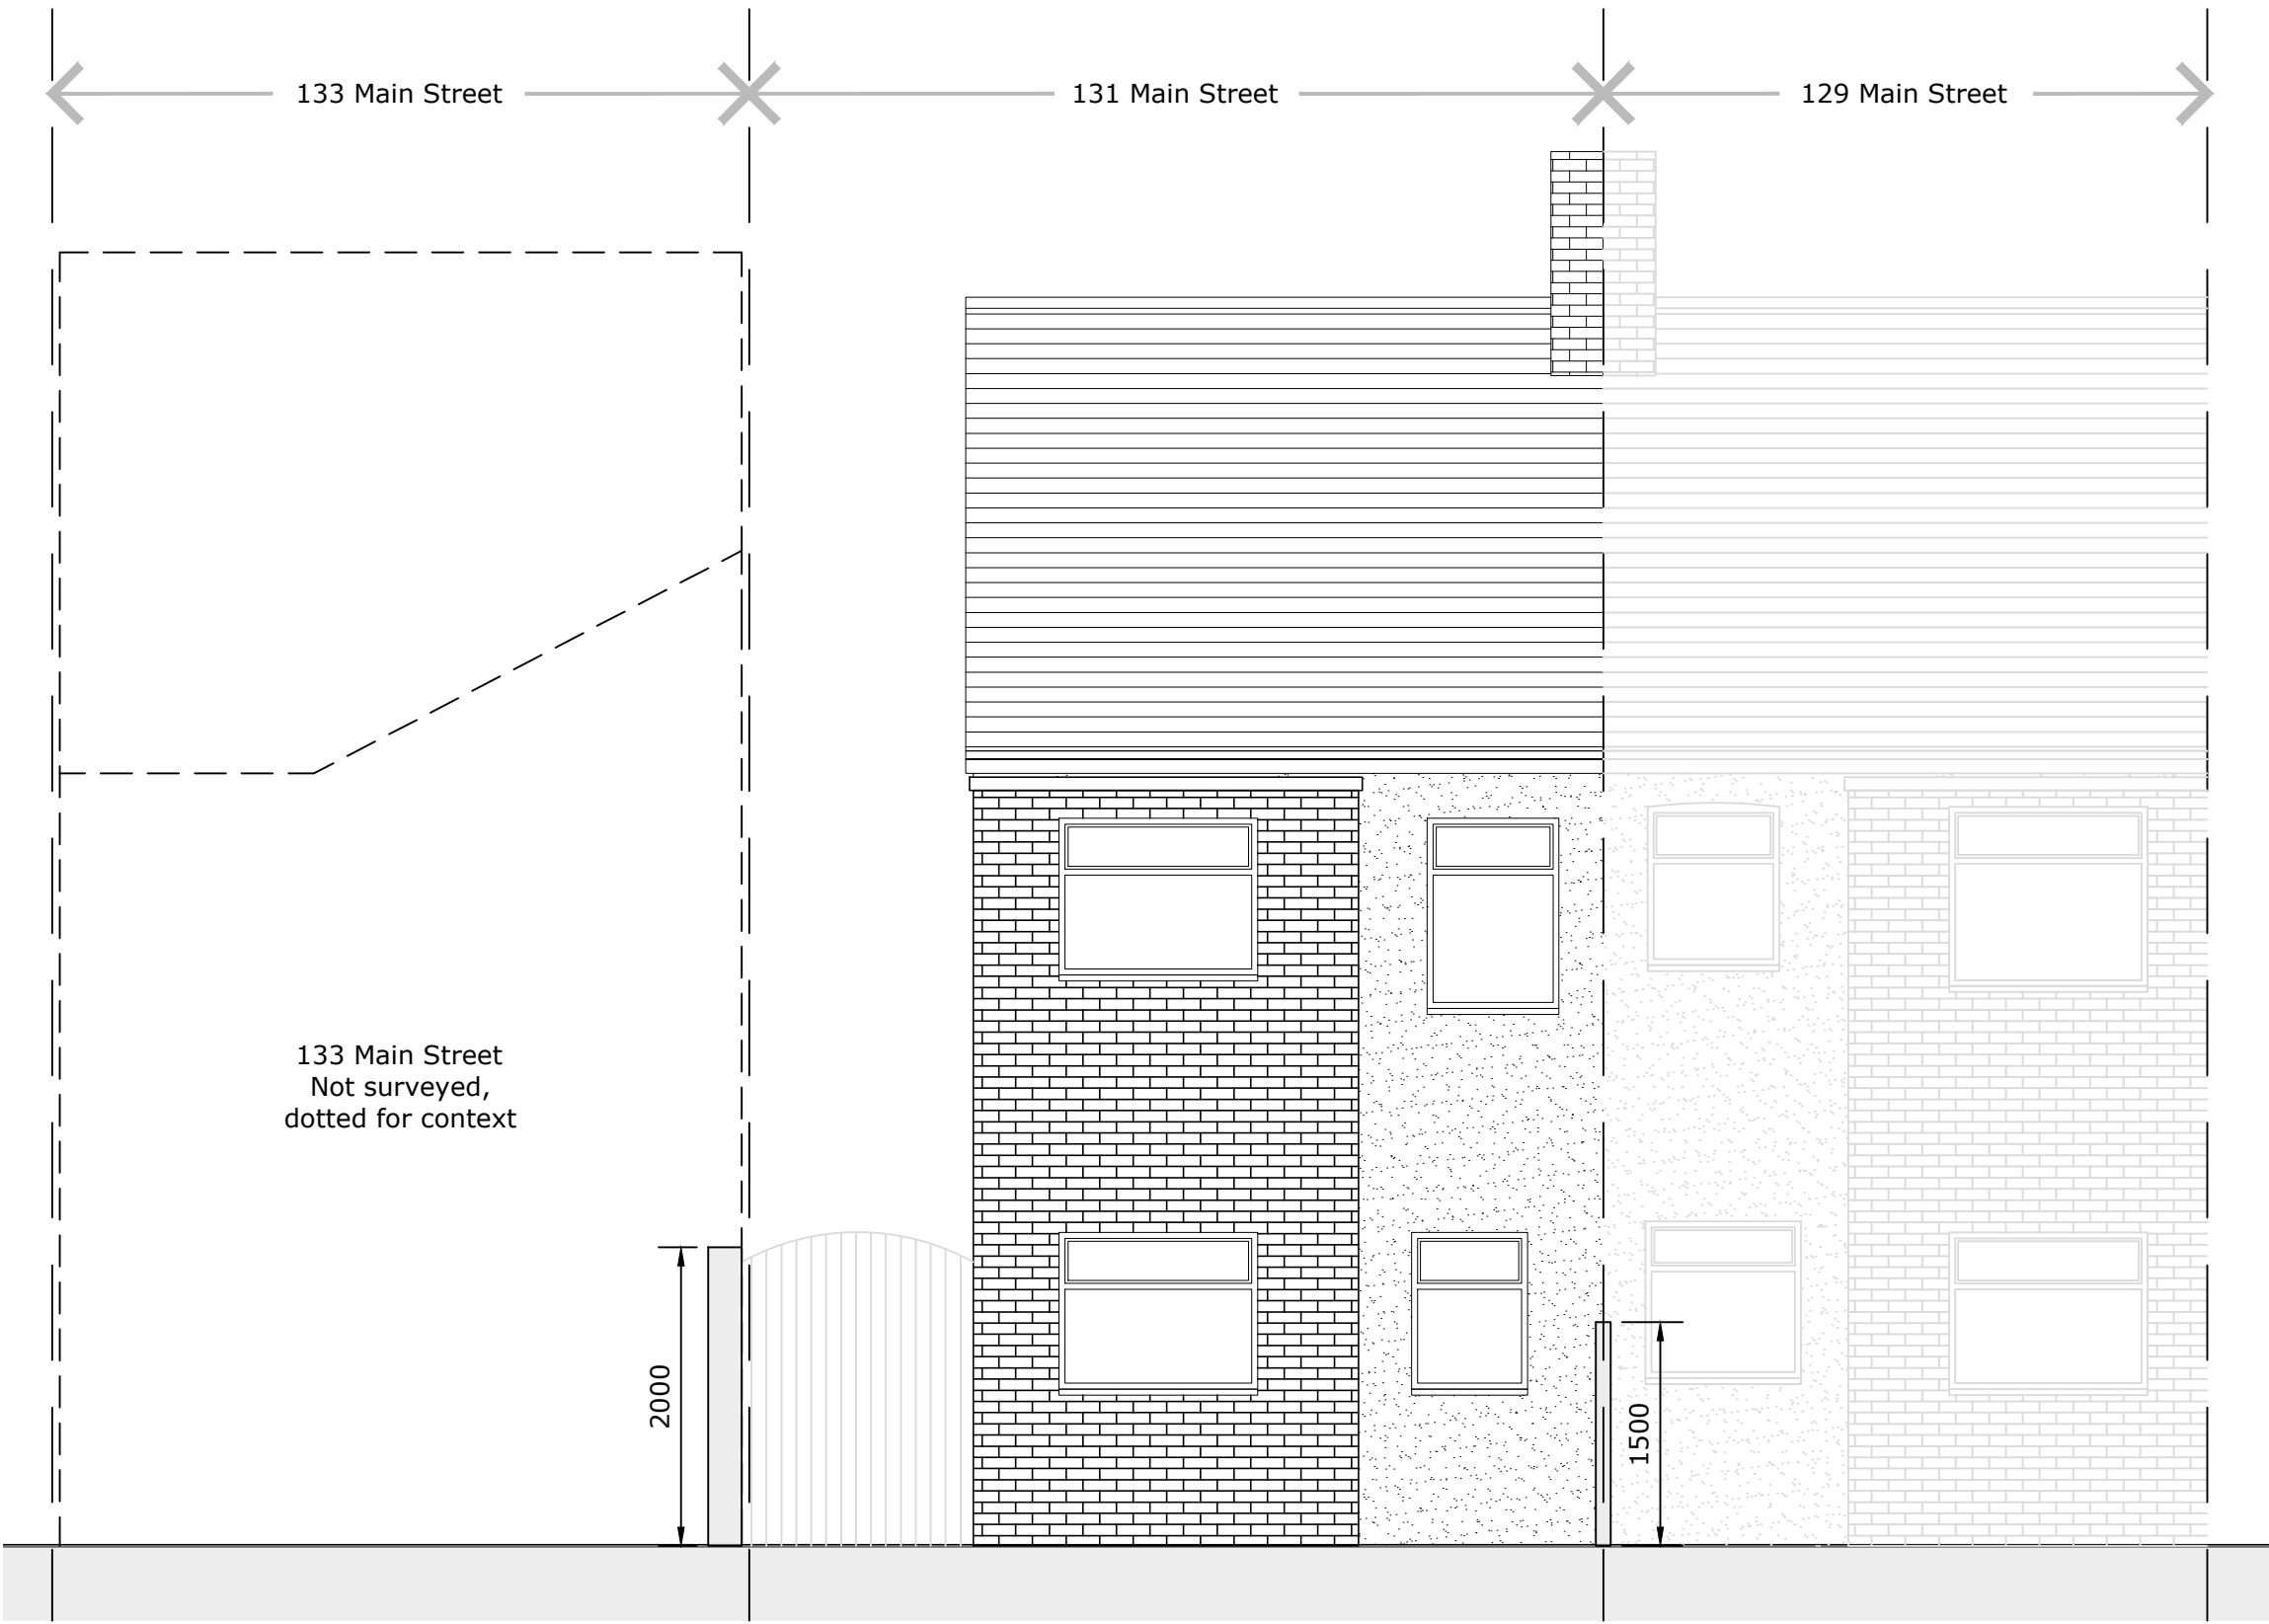 133 Main Street
131 Main Street
129 Main Street
133 Main Street
Not surveyed,
dotted for context
2000
1500